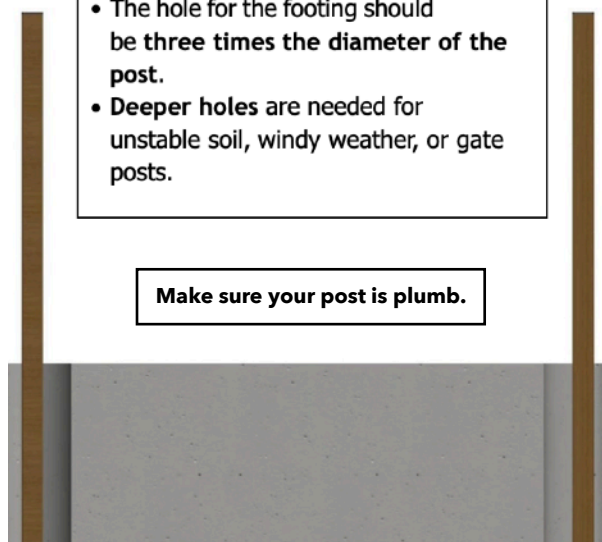 • The hole for the footing should
be three times the diameter of the
post.
• Deeper holes are needed for
unstable soil, windy weather, or gate
posts.
Make sure your post is plumb.